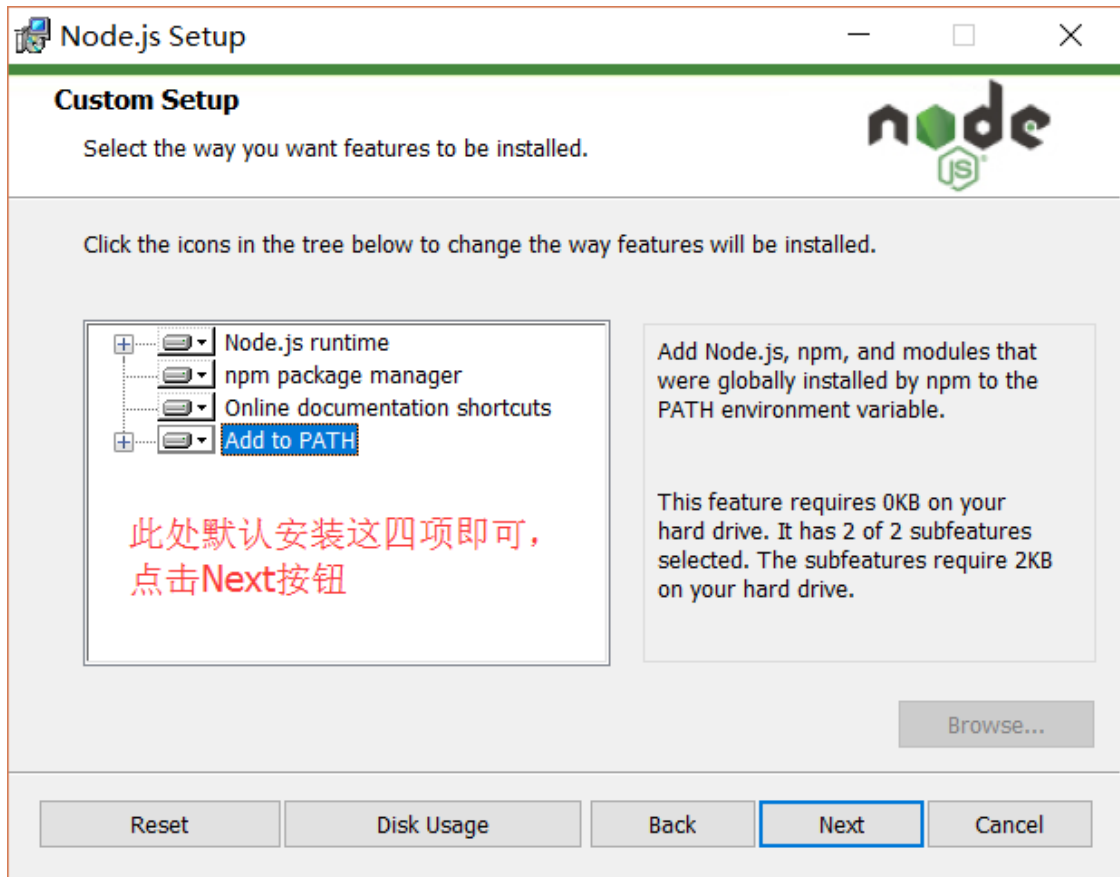 Node.js Setup
Custom Setup
Select the way you want features to be installed.
node
JS
Click the icons in the tree below to change the way features will be installed.
Node.js runtime
npm package manager
Online documentation shortcuts
Add to PATH
此处默认安装这四项即可，
点击Next按钮
Add Node.js, npm, and modules that
were globally installed by npm to the
PATH environment variable.
This feature requires 0KB on your
hard drive. It has 2 of 2 subfeatures
selected. The subfeatures require 2KB
on your hard drive.
Browse...
Reset
Disk Usage
Back
Next
Cancel